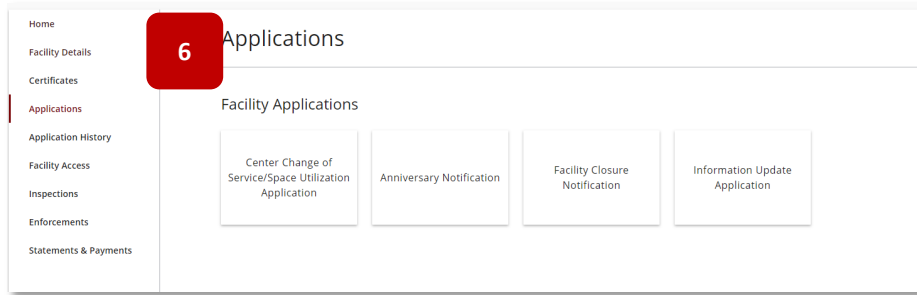 Home
Facility Details
Certificates
Applications
Application History
Facility Access
Inspections
Enforcements
Statements & Payments
6
Applications
Facility Applications
Center Change of
Service/Space Utilization
Application
Anniversary Notification
Facility Closure
Notification
Information Update
Application